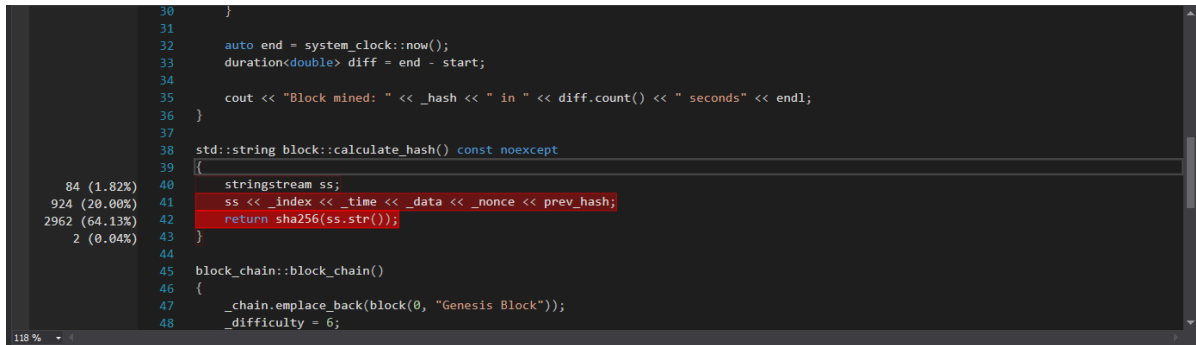 30 }
31
32 auto end = system_clock::now();
33 duration<double> diff = end - start;
34
35 cout << "Block mined: " << _hash << " in " << diff.count() << " seconds" << endl;
36 }
37
38 std::string block::calculate_hash() const noexcept
39 {
84 (1.82%) 40 stringstream ss;
924 (20.00%) 41 ss << _index << _time << _data << _nonce << prev_hash;
2962 (64.13%) 42 return sha256(ss.str());
2 (0.04%) 43 }
44
45 block_chain::block_chain()
46 {
47 _chain.emplace_back(block(0, "Genesis Block"));
48 _difficulty = 6;
118 %